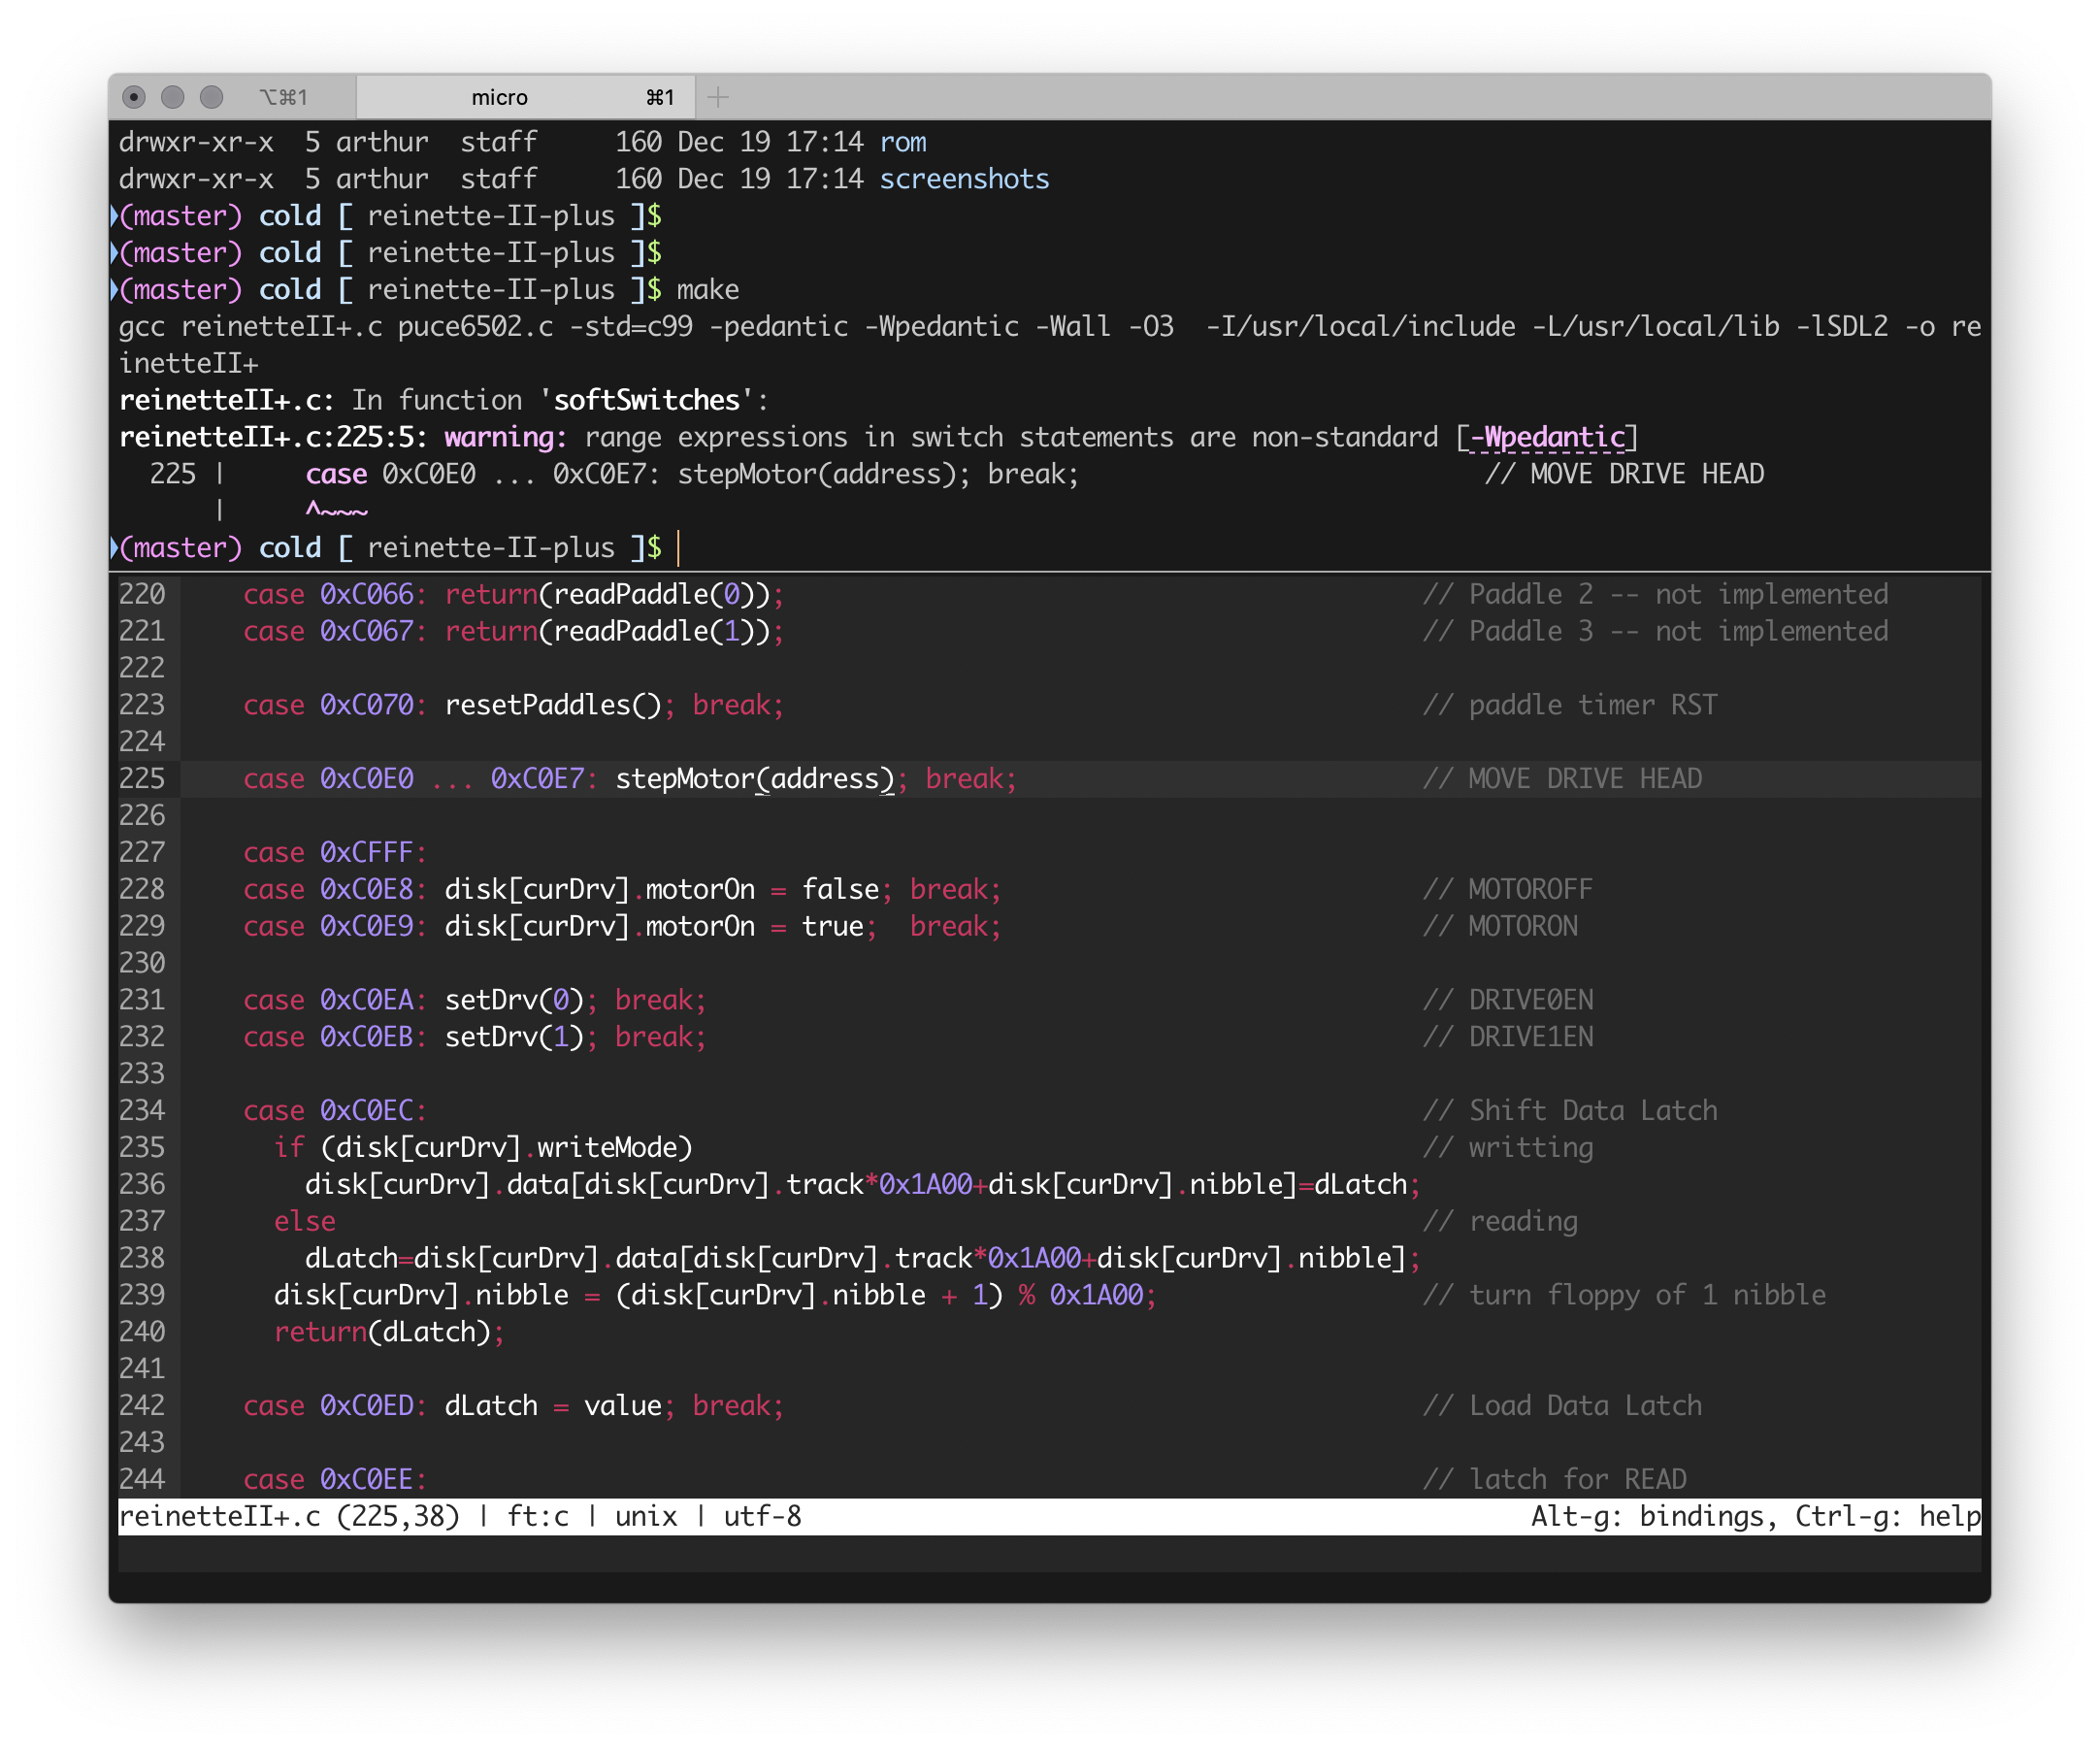 ⌥⌘1 micro ⌘1 +
drwxr-xr-x  5 arthur  staff     160 Dec 19 17:14 rom
drwxr-xr-x  5 arthur  staff     160 Dec 19 17:14 screenshots
(master) cold [ reinette-II-plus ]$
(master) cold [ reinette-II-plus ]$
(master) cold [ reinette-II-plus ]$ make
gcc reinetteII+.c puce6502.c -std=c99 -pedantic -Wpedantic -Wall -O3  -I/usr/local/include -L/usr/local/lib -lSDL2 -o re
inetteII+
reinetteII+.c: In function 'softSwitches':
reinetteII+.c:225:5: warning: range expressions in switch statements are non-standard [-Wpedantic]
  225 |     case 0xC0E0 ... 0xC0E7: stepMotor(address); break;                          // MOVE DRIVE HEAD
      |     ^~~~
(master) cold [ reinette-II-plus ]$
220     case 0xC066: return(readPaddle(0));                                         // Paddle 2 -- not implemented
221     case 0xC067: return(readPaddle(1));                                         // Paddle 3 -- not implemented
222
223     case 0xC070: resetPaddles(); break;                                         // paddle timer RST
224
225     case 0xC0E0 ... 0xC0E7: stepMotor(address); break;                          // MOVE DRIVE HEAD
226
227     case 0xCFFF:
228     case 0xC0E8: disk[curDrv].motorOn = false; break;                           // MOTOROFF
229     case 0xC0E9: disk[curDrv].motorOn = true;  break;                           // MOTORON
230
231     case 0xC0EA: setDrv(0); break;                                              // DRIVE0EN
232     case 0xC0EB: setDrv(1); break;                                              // DRIVE1EN
233
234     case 0xC0EC:                                                                // Shift Data Latch
235       if (disk[curDrv].writeMode)                                               // writting
236         disk[curDrv].data[disk[curDrv].track*0x1A00+disk[curDrv].nibble]=dLatch;
237       else                                                                      // reading
238         dLatch=disk[curDrv].data[disk[curDrv].track*0x1A00+disk[curDrv].nibble];
239       disk[curDrv].nibble = (disk[curDrv].nibble + 1) % 0x1A00;                 // turn floppy of 1 nibble
240       return(dLatch);
241
242     case 0xC0ED: dLatch = value; break;                                         // Load Data Latch
243
244     case 0xC0EE:                                                                // latch for READ
reinetteII+.c (225,38) | ft:c | unix | utf-8 Alt-g: bindings, Ctrl-g: help